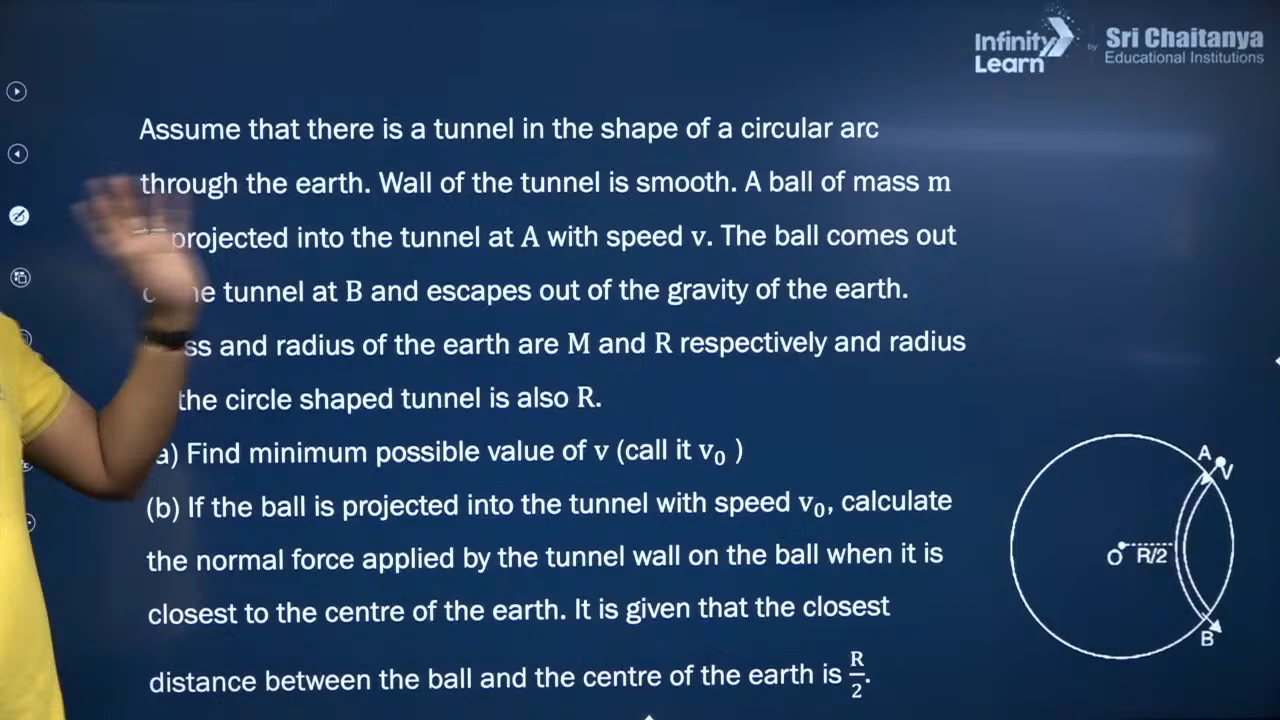 Infinity Learn
by
Sri Chaitanya
Educational Institutions
Assume that there is a tunnel in the shape of a circular arc
through the earth. Wall of the tunnel is smooth. A ball of mass m
projected into the tunnel at A with speed v. The ball comes out
tunnel at B and escapes out of the gravity of the earth.
ss and radius of the earth are M and R respectively and radius
the circle shaped tunnel is also R.
a) Find minimum possible value of v (call it v₀ )
(b) If the ball is projected into the tunnel with speed v₀, calculate
the normal force applied by the tunnel wall on the ball when it is
closest to the centre of the earth. It is given that the closest
distance between the ball and the centre of the earth is R/2.
A
V
O
R/2
B